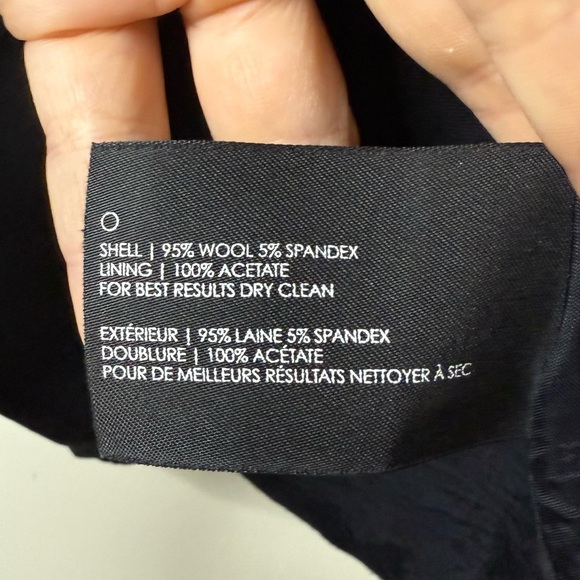 SHELL | 95% WOOL 5% SPANDEX
LINING | 100% ACETATE
FOR BEST RESULTS DRY CLEAN
EXTÉRIEUR | 95% LAINE 5% SPANDEX
DOUBLURE | 100% ACÉTATE
POUR DE MEILLEURS RÉSULTATS NETTOYER À SEC